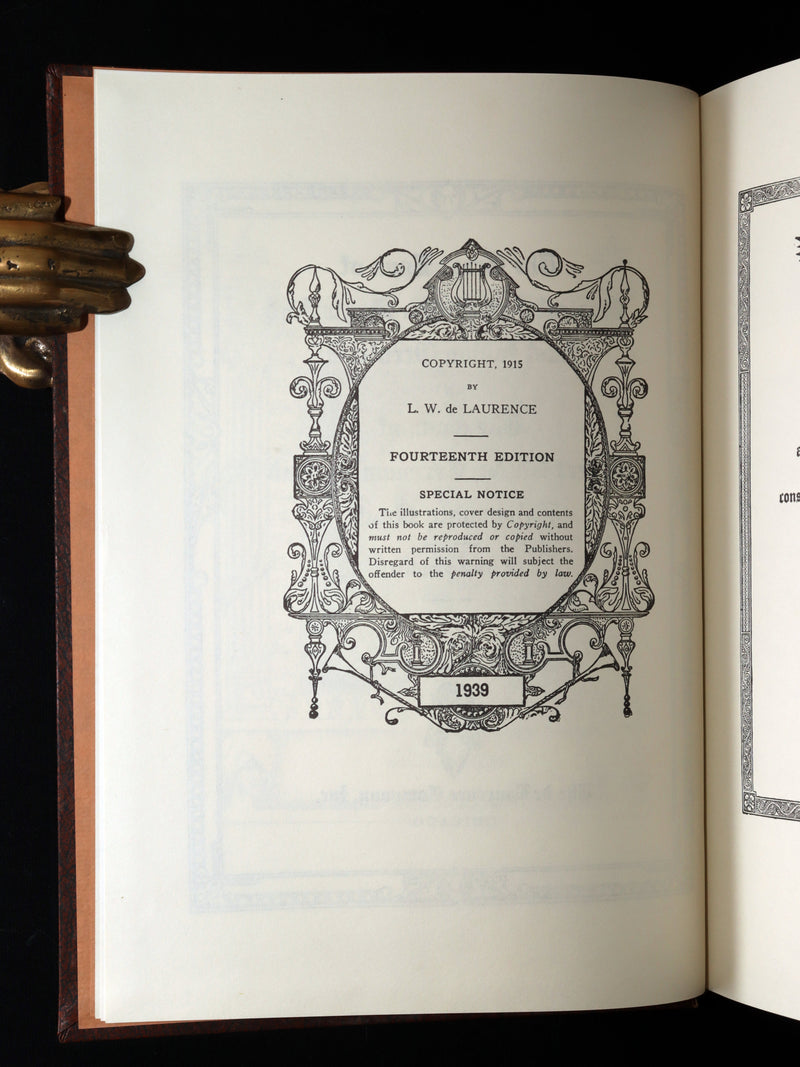 COPYRIGHT, 1915
BY
L. W. de LAURENCE
FOURTEENTH EDITION
SPECIAL NOTICE
The illustrations, cover design and contents
of this book are protected by Copyright, and
must not be reproduced or copied without
written permission from the Publishers.
Disregard of this warning will subject the
offender to the penalty provided by law.
1939